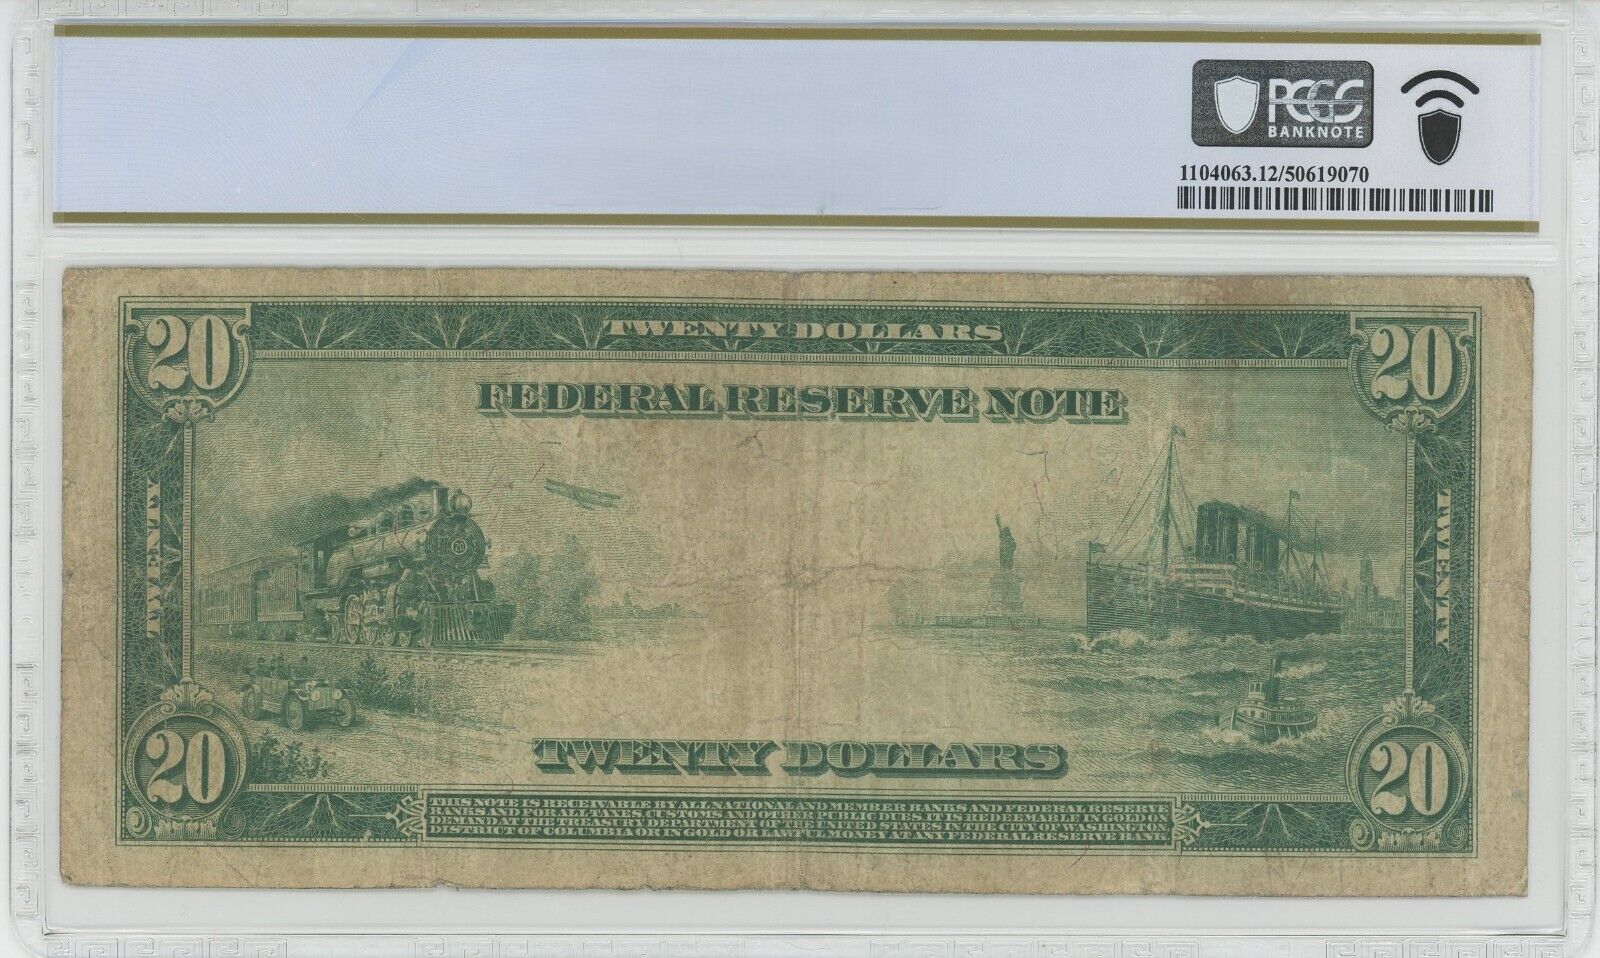 PCGS
BANKNOTE
1104063.12/50619070
20 TWENTY DOLLARS 20
FEDERAL RESERVE NOTE
TWENTY
TWENTY
20
TWENTY DOLLARS
20 20
THIS NOTE IS RECEIVABLE BY ALL NATIONAL AND MEMBER BANKS AND FEDERAL RESERVE
BANKS AND FOR ALL TAXES, CUSTOMS AND OTHER PUBLIC DUES. IT IS REDEEMABLE IN GOLD ON
DEMAND AT THE TREASURY DEPARTMENT OF THE UNITED STATES IN THE CITY OF WASHINGTON
DISTRICT OF COLUMBIA OR IN GOLD OR LAWFUL MONEY AT ANY FEDERAL RESERVE BANK.